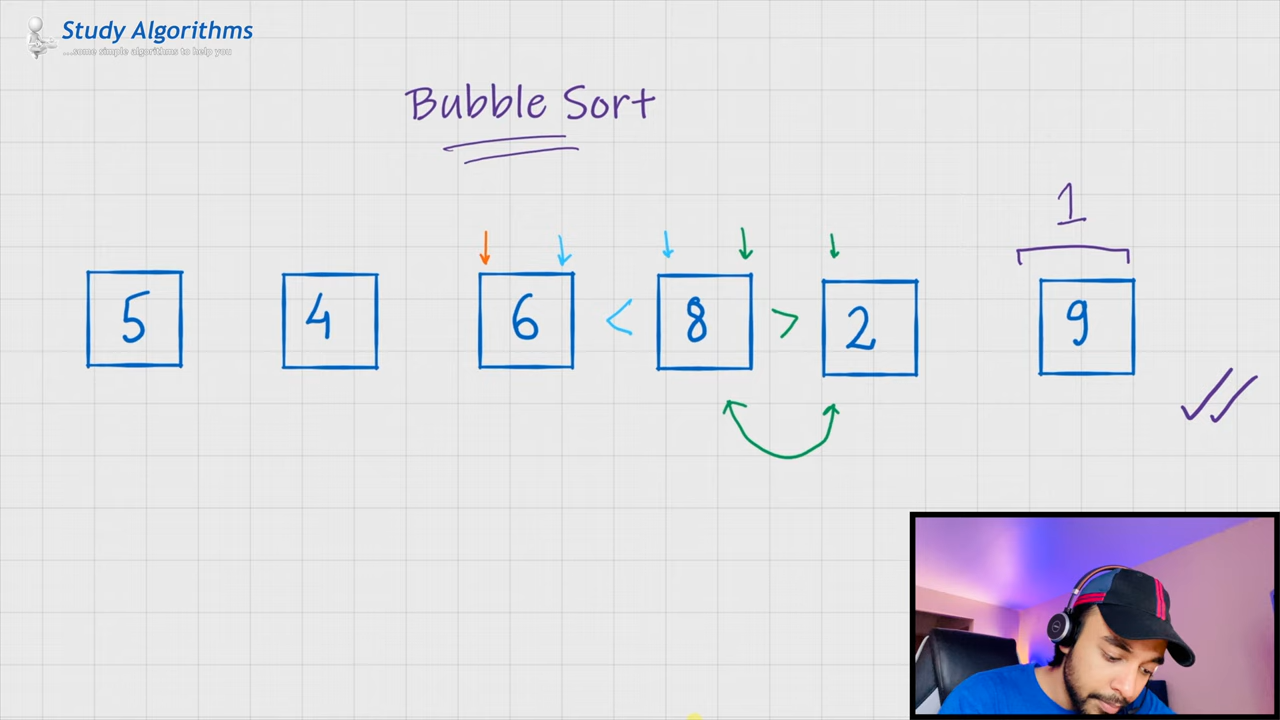 Study Algorithms
....some simple algorithms to help you
Bubble Sort
1
5 4 6 < 8 > 2 9